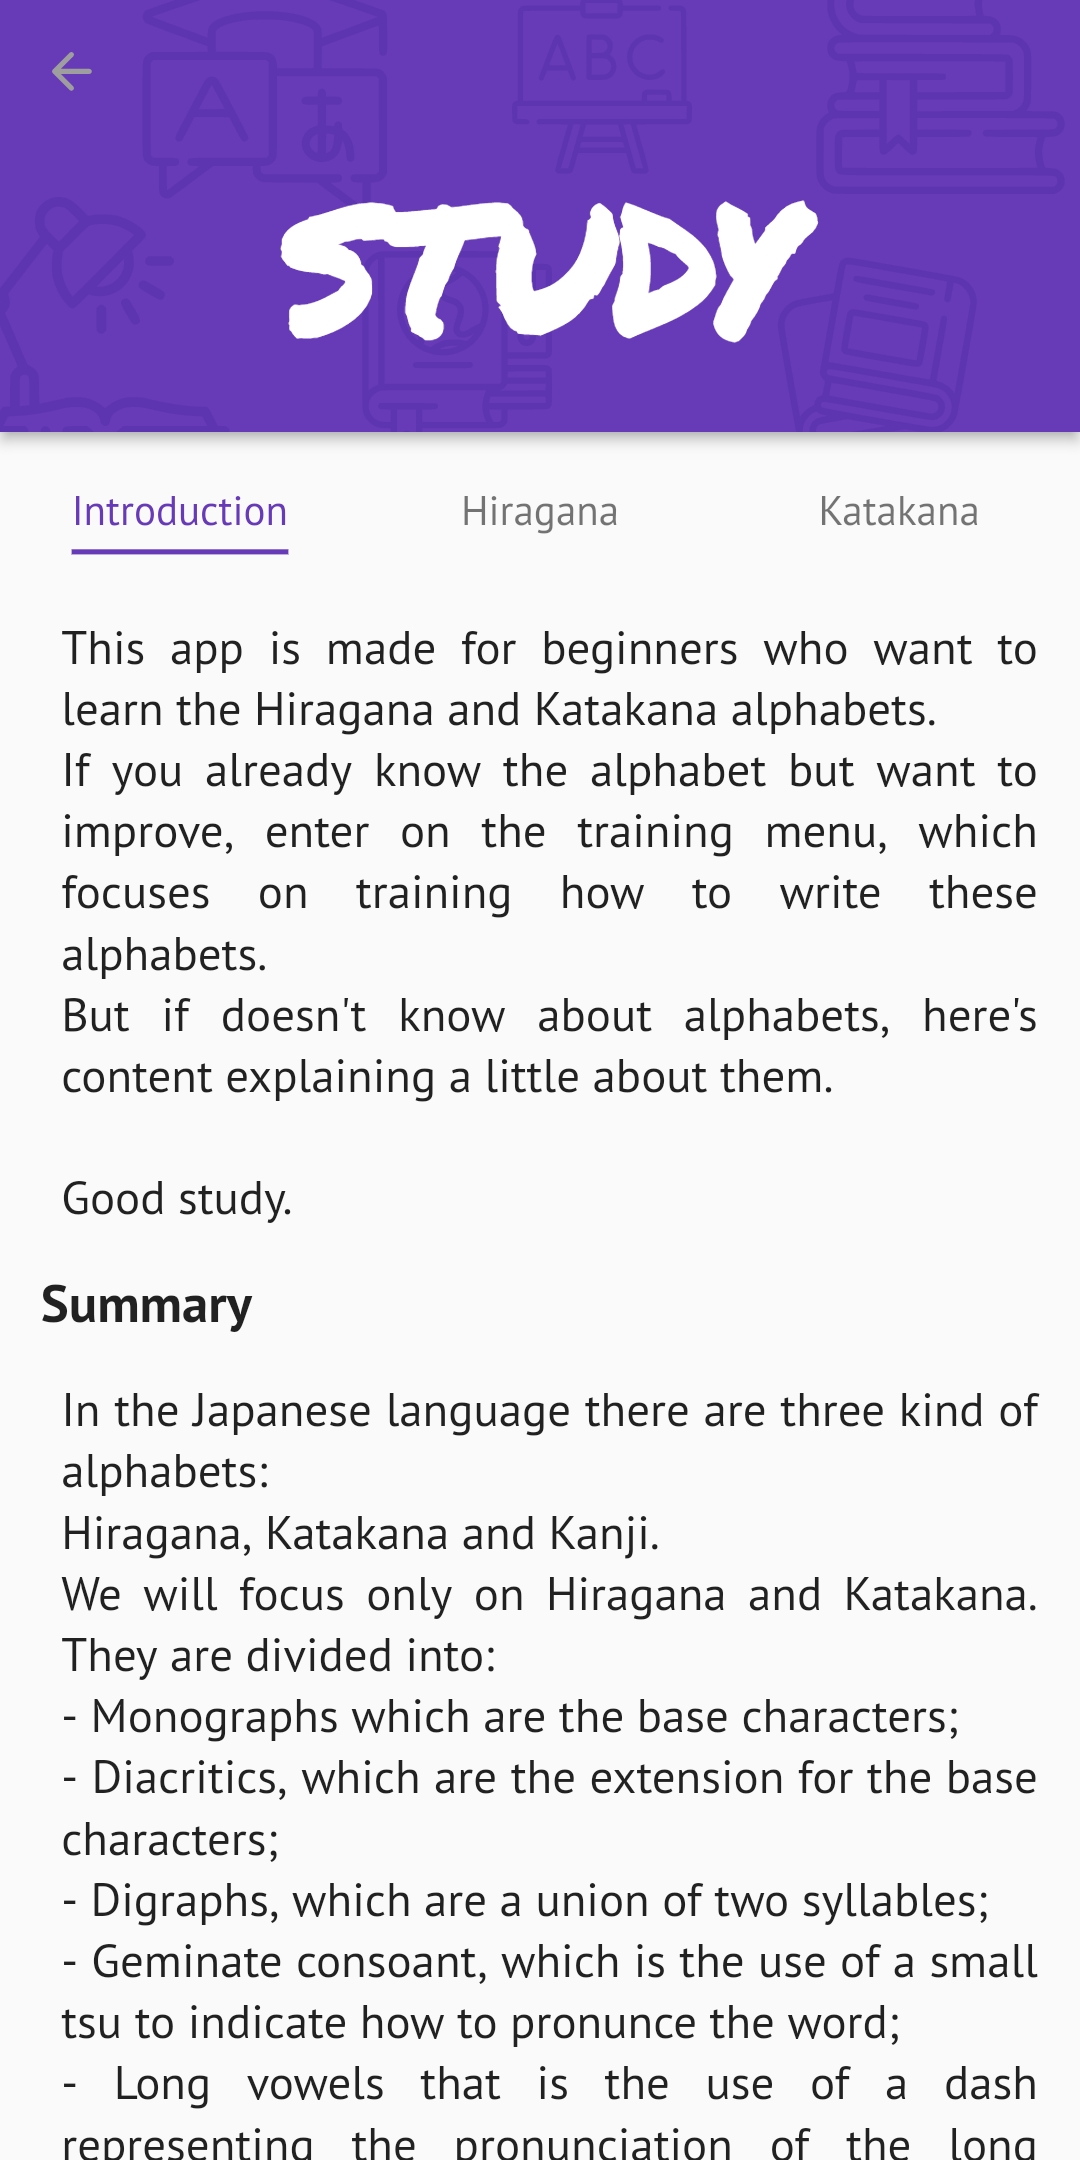 A あ
ABC
STUDY
Introduction Hiragana Katakana
This app is made for beginners who want to
learn the Hiragana and Katakana alphabets.
If you already know the alphabet but want to
improve, enter on the training menu, which
focuses on training how to write these
alphabets.
But if doesn't know about alphabets, here's
content explaining a little about them.
Good study.
Summary
In the Japanese language there are three kind of
alphabets:
Hiragana, Katakana and Kanji.
We will focus only on Hiragana and Katakana.
They are divided into:
- Monographs which are the base characters;
- Diacritics, which are the extension for the base
characters;
- Digraphs, which are a union of two syllables;
- Geminate consoant, which is the use of a small
tsu to indicate how to pronunce the word;
- Long vowels that is the use of a dash
representing the pronunciation of the long